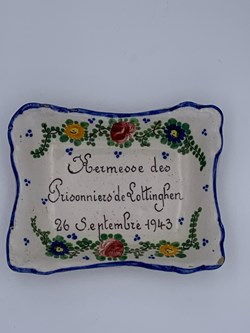 Kermesse des
Prisonniers de Lottinghen
26 Septembre 1943